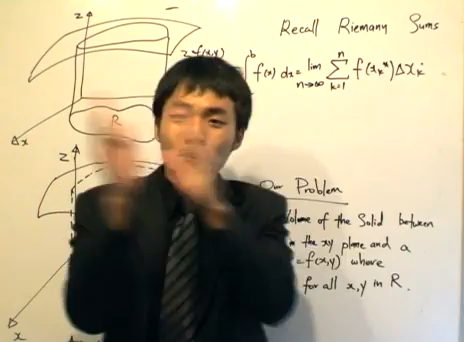 Recall Riemann Sums
z
z=f(x,y)
∫ b f(x) dx = lim n→∞ ∑ n k=1 f(xₖ*)Δxₖ.
R
Δx
z
Our Problem
Volume of the Solid between
the xy plane and a
=f(x,y) where
for all x,y in R.
x